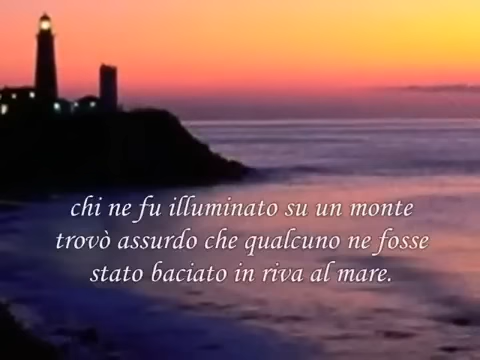 chi ne fu illuminato su un monte
trovò assurdo che qualcuno ne fosse
stato baciato in riva al mare.